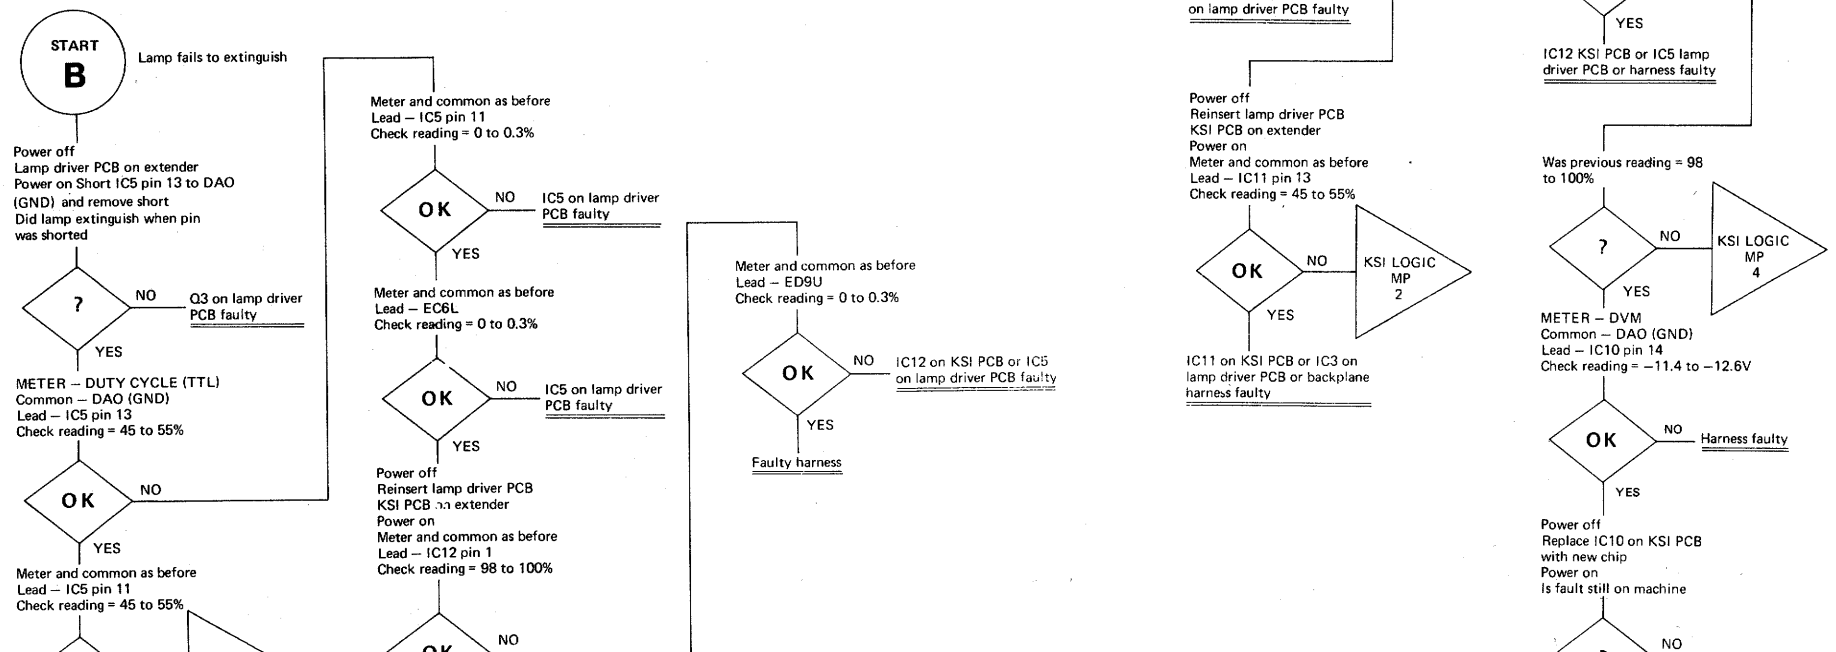 START
B
Lamp fails to extinguish
Power off
Lamp driver PCB on extender
Power on Short IC5 pin 13 to DAO
(GND) and remove short
Did lamp extinguish when pin
was shorted
?
NO
Q3 on lamp driver
PCB faulty
YES
METER – DUTY CYCLE (TTL)
Common – DAO (GND)
Lead – IC5 pin 13
Check reading = 45 to 55%
OK
NO
YES
Meter and common as before
Lead – IC5 pin 11
Check reading = 45 to 55%
Meter and common as before
Lead – IC5 pin 11
Check reading = 0 to 0.3%
OK
NO
IC5 on lamp driver
PCB faulty
YES
Meter and common as before
Lead – EC6L
Check reading = 0 to 0.3%
OK
NO
IC5 on lamp driver
PCB faulty
YES
Power off
Reinsert lamp driver PCB
KSI PCB on extender
Power on
Meter and common as before
Lead – IC12 pin 1
Check reading = 98 to 100%
OK
NO
Meter and common as before
Lead – ED9U
Check reading = 0 to 0.3%
OK
NO
IC12 on KSI PCB or IC5
on lamp driver PCB faulty
YES
Faulty harness
on lamp driver PCB faulty
Power off
Reinsert lamp driver PCB
KSI PCB on extender
Power on
Meter and common as before
Lead – IC11 pin 13
Check reading = 45 to 55%
OK
NO
KSI LOGIC
MP
2
YES
IC11 on KSI PCB or IC3 on
lamp driver PCB or backplane
harness faulty
YES
IC12 KSI PCB or IC5 lamp
driver PCB or harness faulty
Was previous reading = 98
to 100%
?
NO
KSI LOGIC
MP
4
YES
METER – DVM
Common – DAO (GND)
Lead – IC10 pin 14
Check reading = –11.4 to –12.6V
OK
NO
Harness faulty
YES
Power off
Replace IC10 on KSI PCB
with new chip
Power on
Is fault still on machine
NO